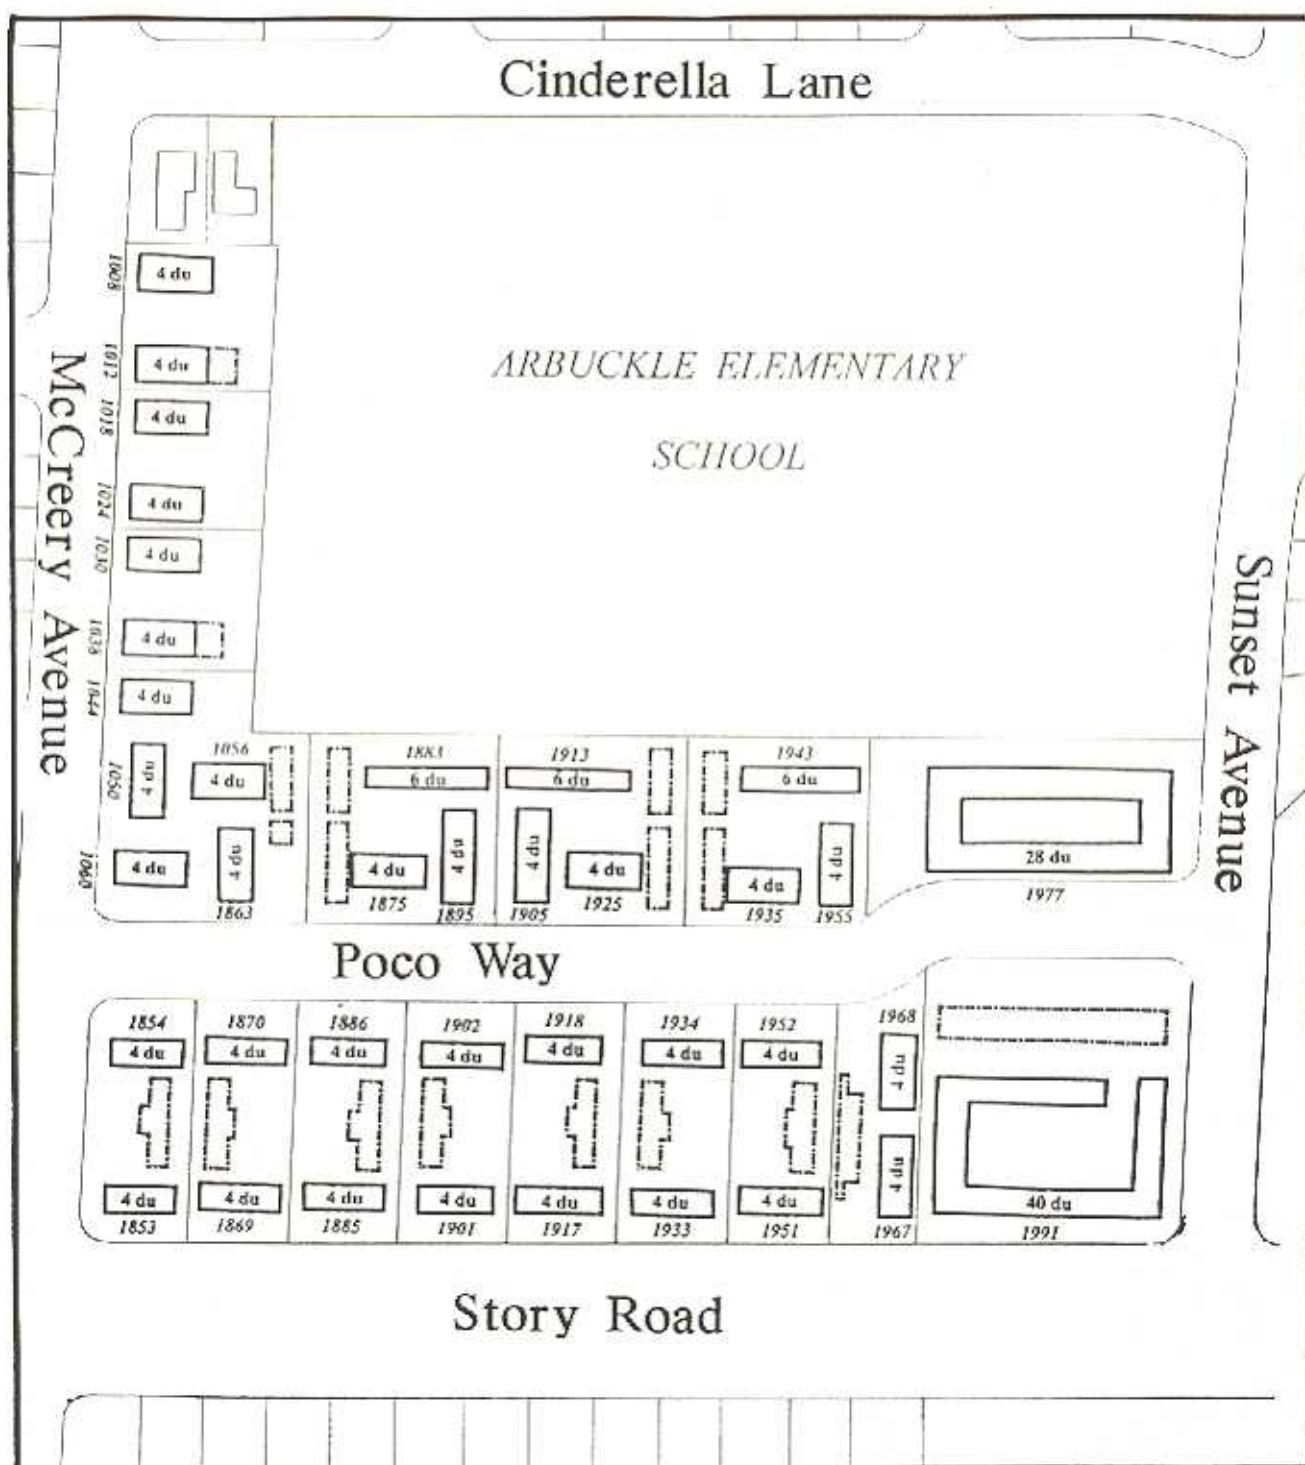 Cinderella Lane
1008
4 du
1012
4 du
McCreery Avenue
1018
4 du
1024
4 du
1030
4 du
1038
4 du
1044
4 du
ARBUCKLE ELEMENTARY
SCHOOL
Sunset Avenue
1050
4 du
1056
4 du
1060
4 du
4 du
1863
1883
6 du
4 du
1875
4 du
1895
1913
6 du
4 du
1905
4 du
1925
1943
6 du
4 du
1935
4 du
1955
28 du
1977
Poco Way
1854
4 du
1870
4 du
1886
4 du
1902
4 du
1918
4 du
1934
4 du
1952
4 du
1968
4 du
4 du
1853
4 du
1869
4 du
1885
4 du
1901
4 du
1917
4 du
1933
4 du
1951
4 du
1967
40 du
1991
Story Road